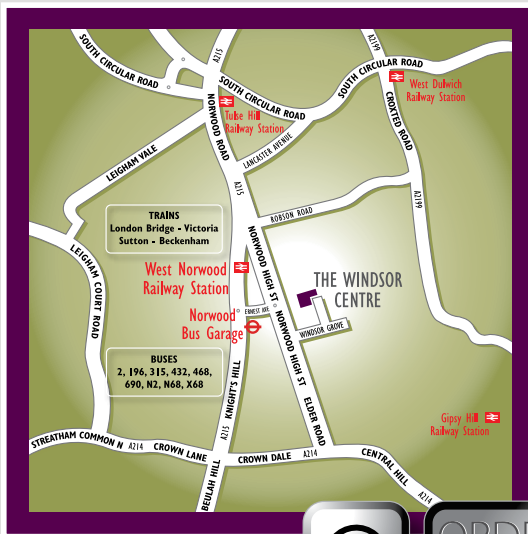 SOUTH CIRCULAR ROAD
A215
A2199
SOUTH CIRCULAR ROAD
SOUTH CIRCULAR ROAD
West Dulwich
Railway Station
Tulse Hill
Railway Station
NORWOOD ROAD
CROXTED ROAD
LANCASTER AVENUE
LEIGHAM VALE
A215
A2199
ROBSON ROAD
TRAINS
London Bridge - Victoria
Sutton - Beckenham
LEIGHAM COURT ROAD
NORWOOD HIGH ST
West Norwood
Railway Station
THE WINDSOR
CENTRE
ERNEST AVE
Norwood
Bus Garage
NORWOOD HIGH ST
WINDSOR GROVE
BUSES
2, 196, 315, 432, 468,
690, N2, N68, X68
KNIGHT'S HILL
ELDER ROAD
Gipsy Hill
Railway Station
A215
STREATHAM COMMON N A214 CROWN LANE
CROWN DALE A214
CENTRAL HILL
A214
BEULAH HILL
ORDE